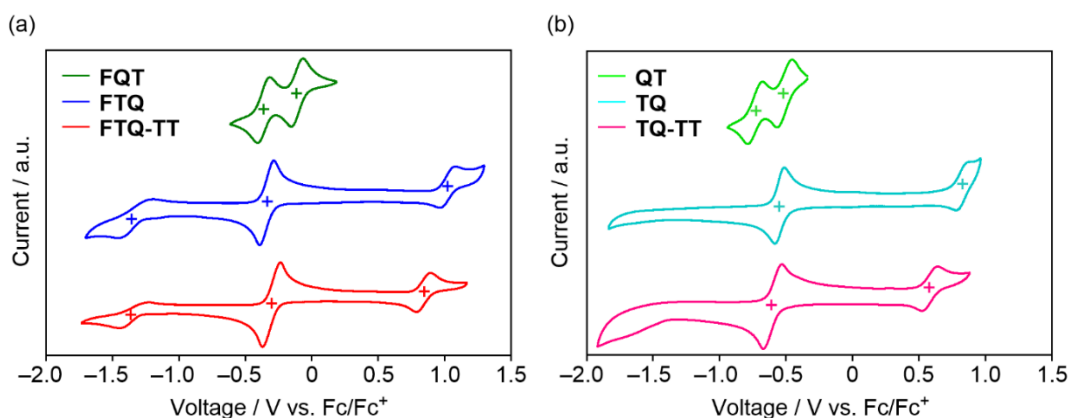 (a)
FQT
FTQ
FTQ-TT
Current / a.u.
–2.0 –1.5 –1.0 –0.5 0 0.5 1.0 1.5
Voltage / V vs. Fc/Fc⁺
(b)
QT
TQ
TQ-TT
Current / a.u.
–2.0 –1.5 –1.0 –0.5 0 0.5 1.0 1.5
Voltage / V vs. Fc/Fc⁺